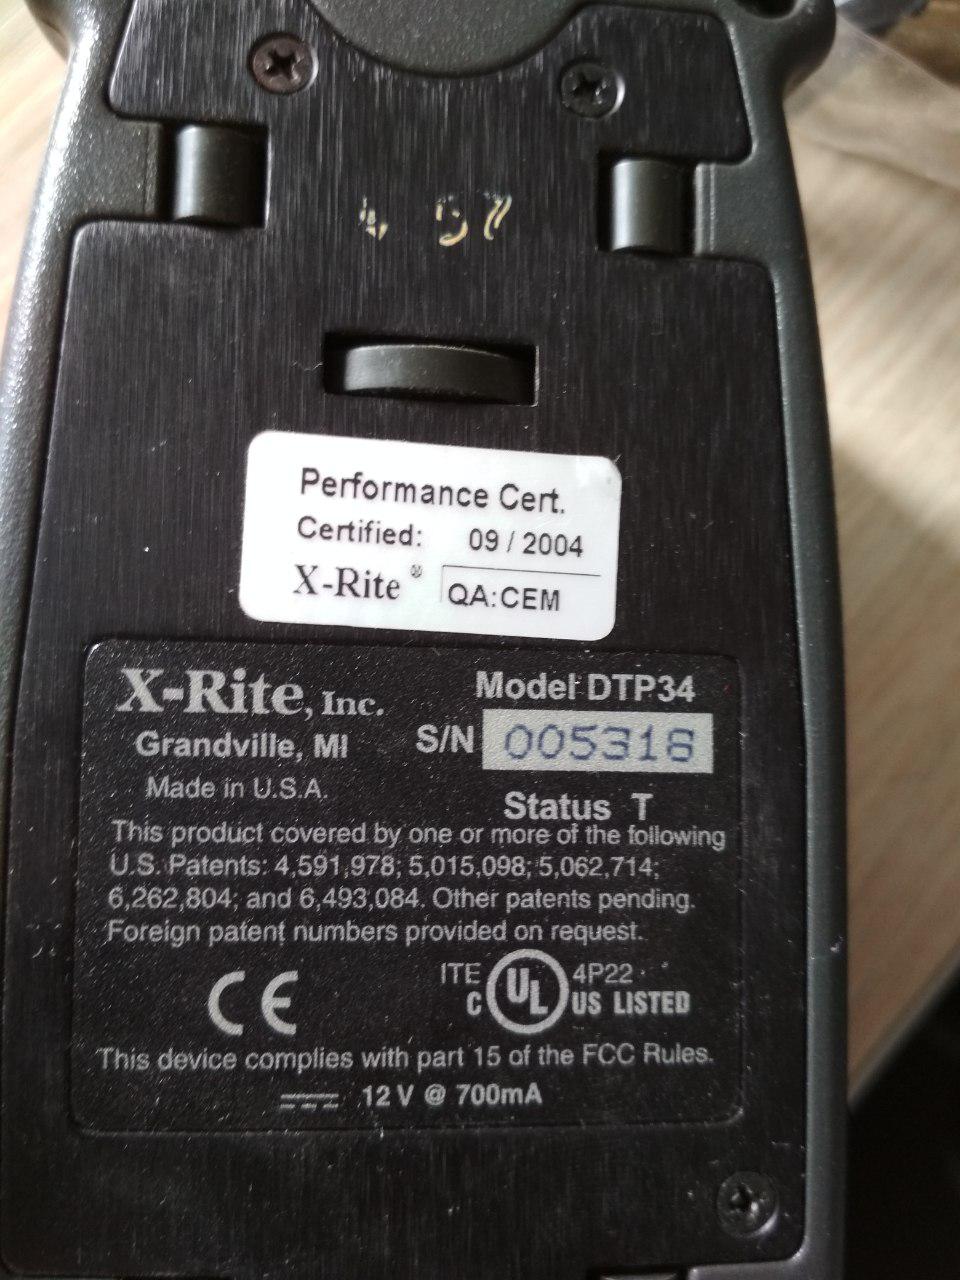 Performance Cert.
Certified: 09 / 2004
X-Rite® QA:CEM
X-Rite, Inc.
Model DTP34
Grandville, MI
S/N 005318
Made in U.S.A.
Status T
This product covered by one or more of the following
U.S. Patents: 4,591,978; 5,015,098; 5,062,714;
6,262,804; and 6,493,084. Other patents pending.
Foreign patent numbers provided on request.
CE
ITE 4P22
C UL US LISTED
This device complies with part 15 of the FCC Rules.
12 V @ 700mA